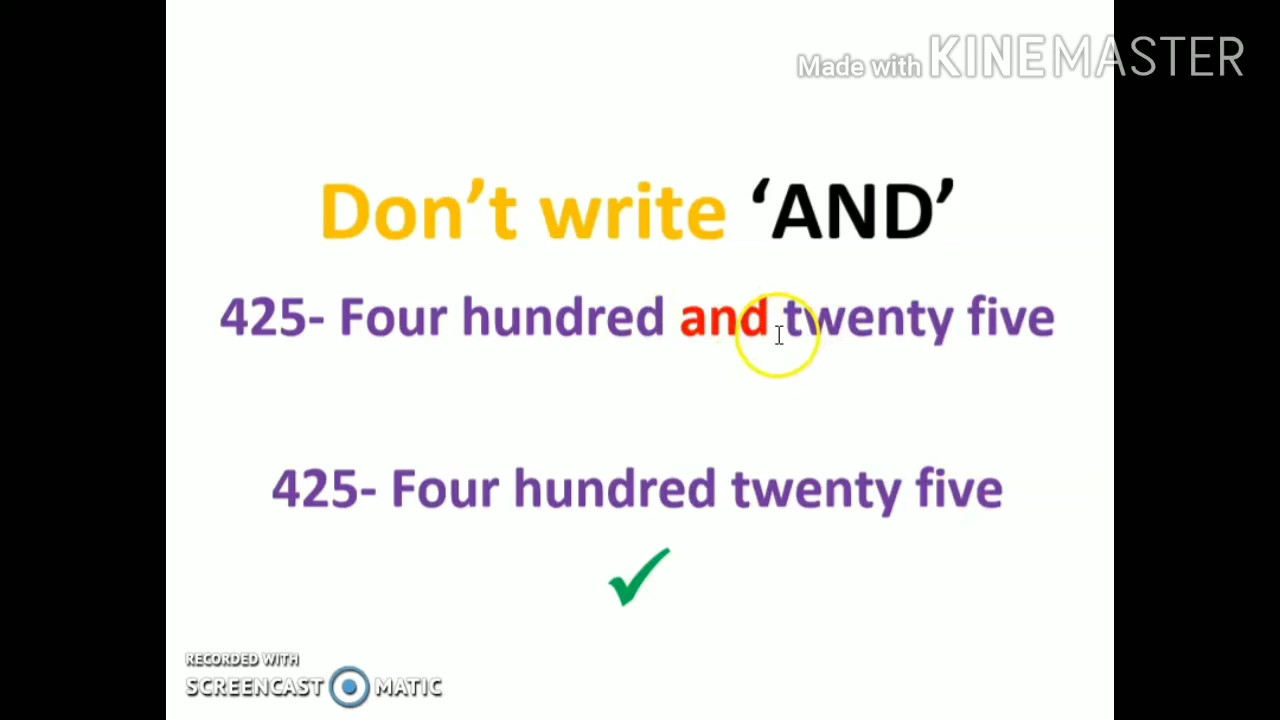 Made with KINEMASTER
Don't write ‘AND’
425- Four hundred and twenty five
425- Four hundred twenty five
RECORDED WITH
SCREENCAST MATIC